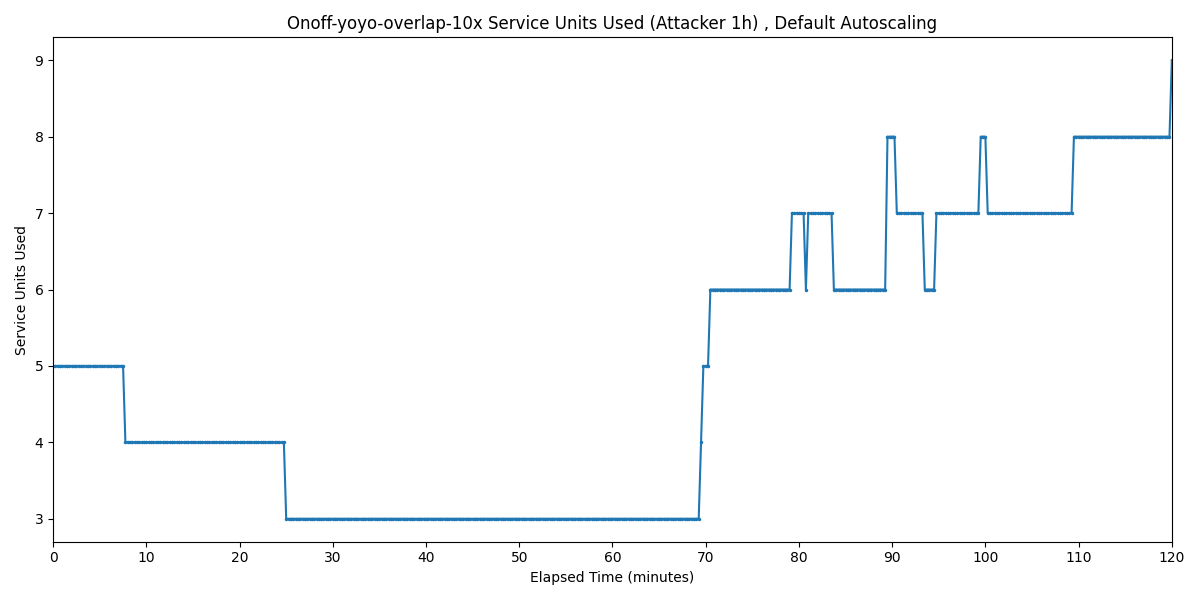 Onoff-yoyo-overlap-10x Service Units Used (Attacker 1h) , Default Autoscaling
9
8
7
6
5
4
3
Service Units Used
0 10 20 30 40 50 60 70 80 90 100 110 120
Elapsed Time (minutes)